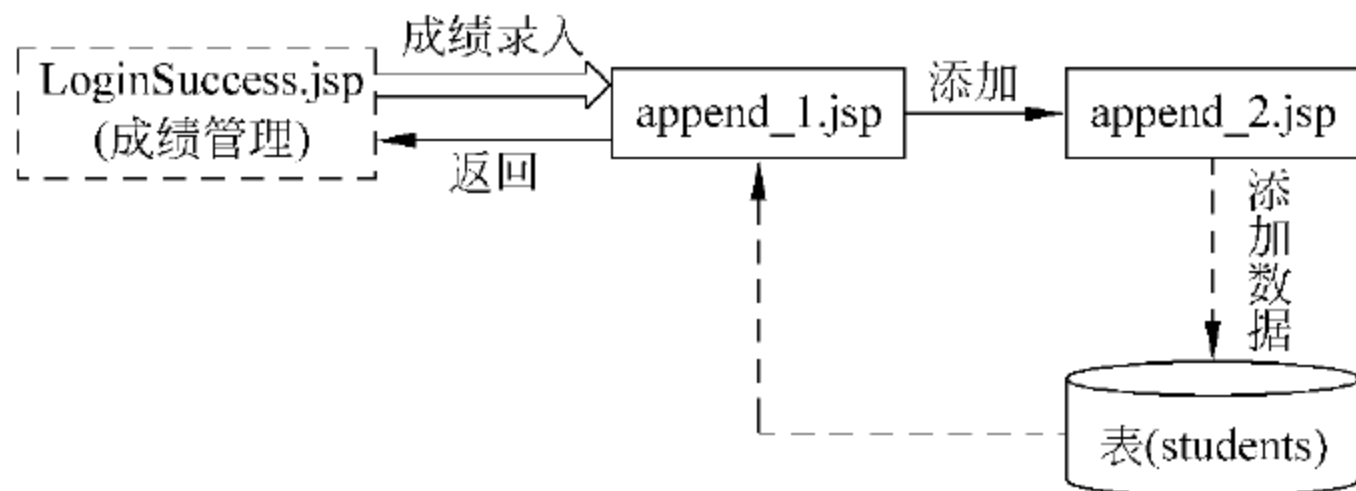 成绩录入
LoginSuccess.jsp
(成绩管理)
返回
append_1.jsp
添加
append_2.jsp
添加数据
表(students)